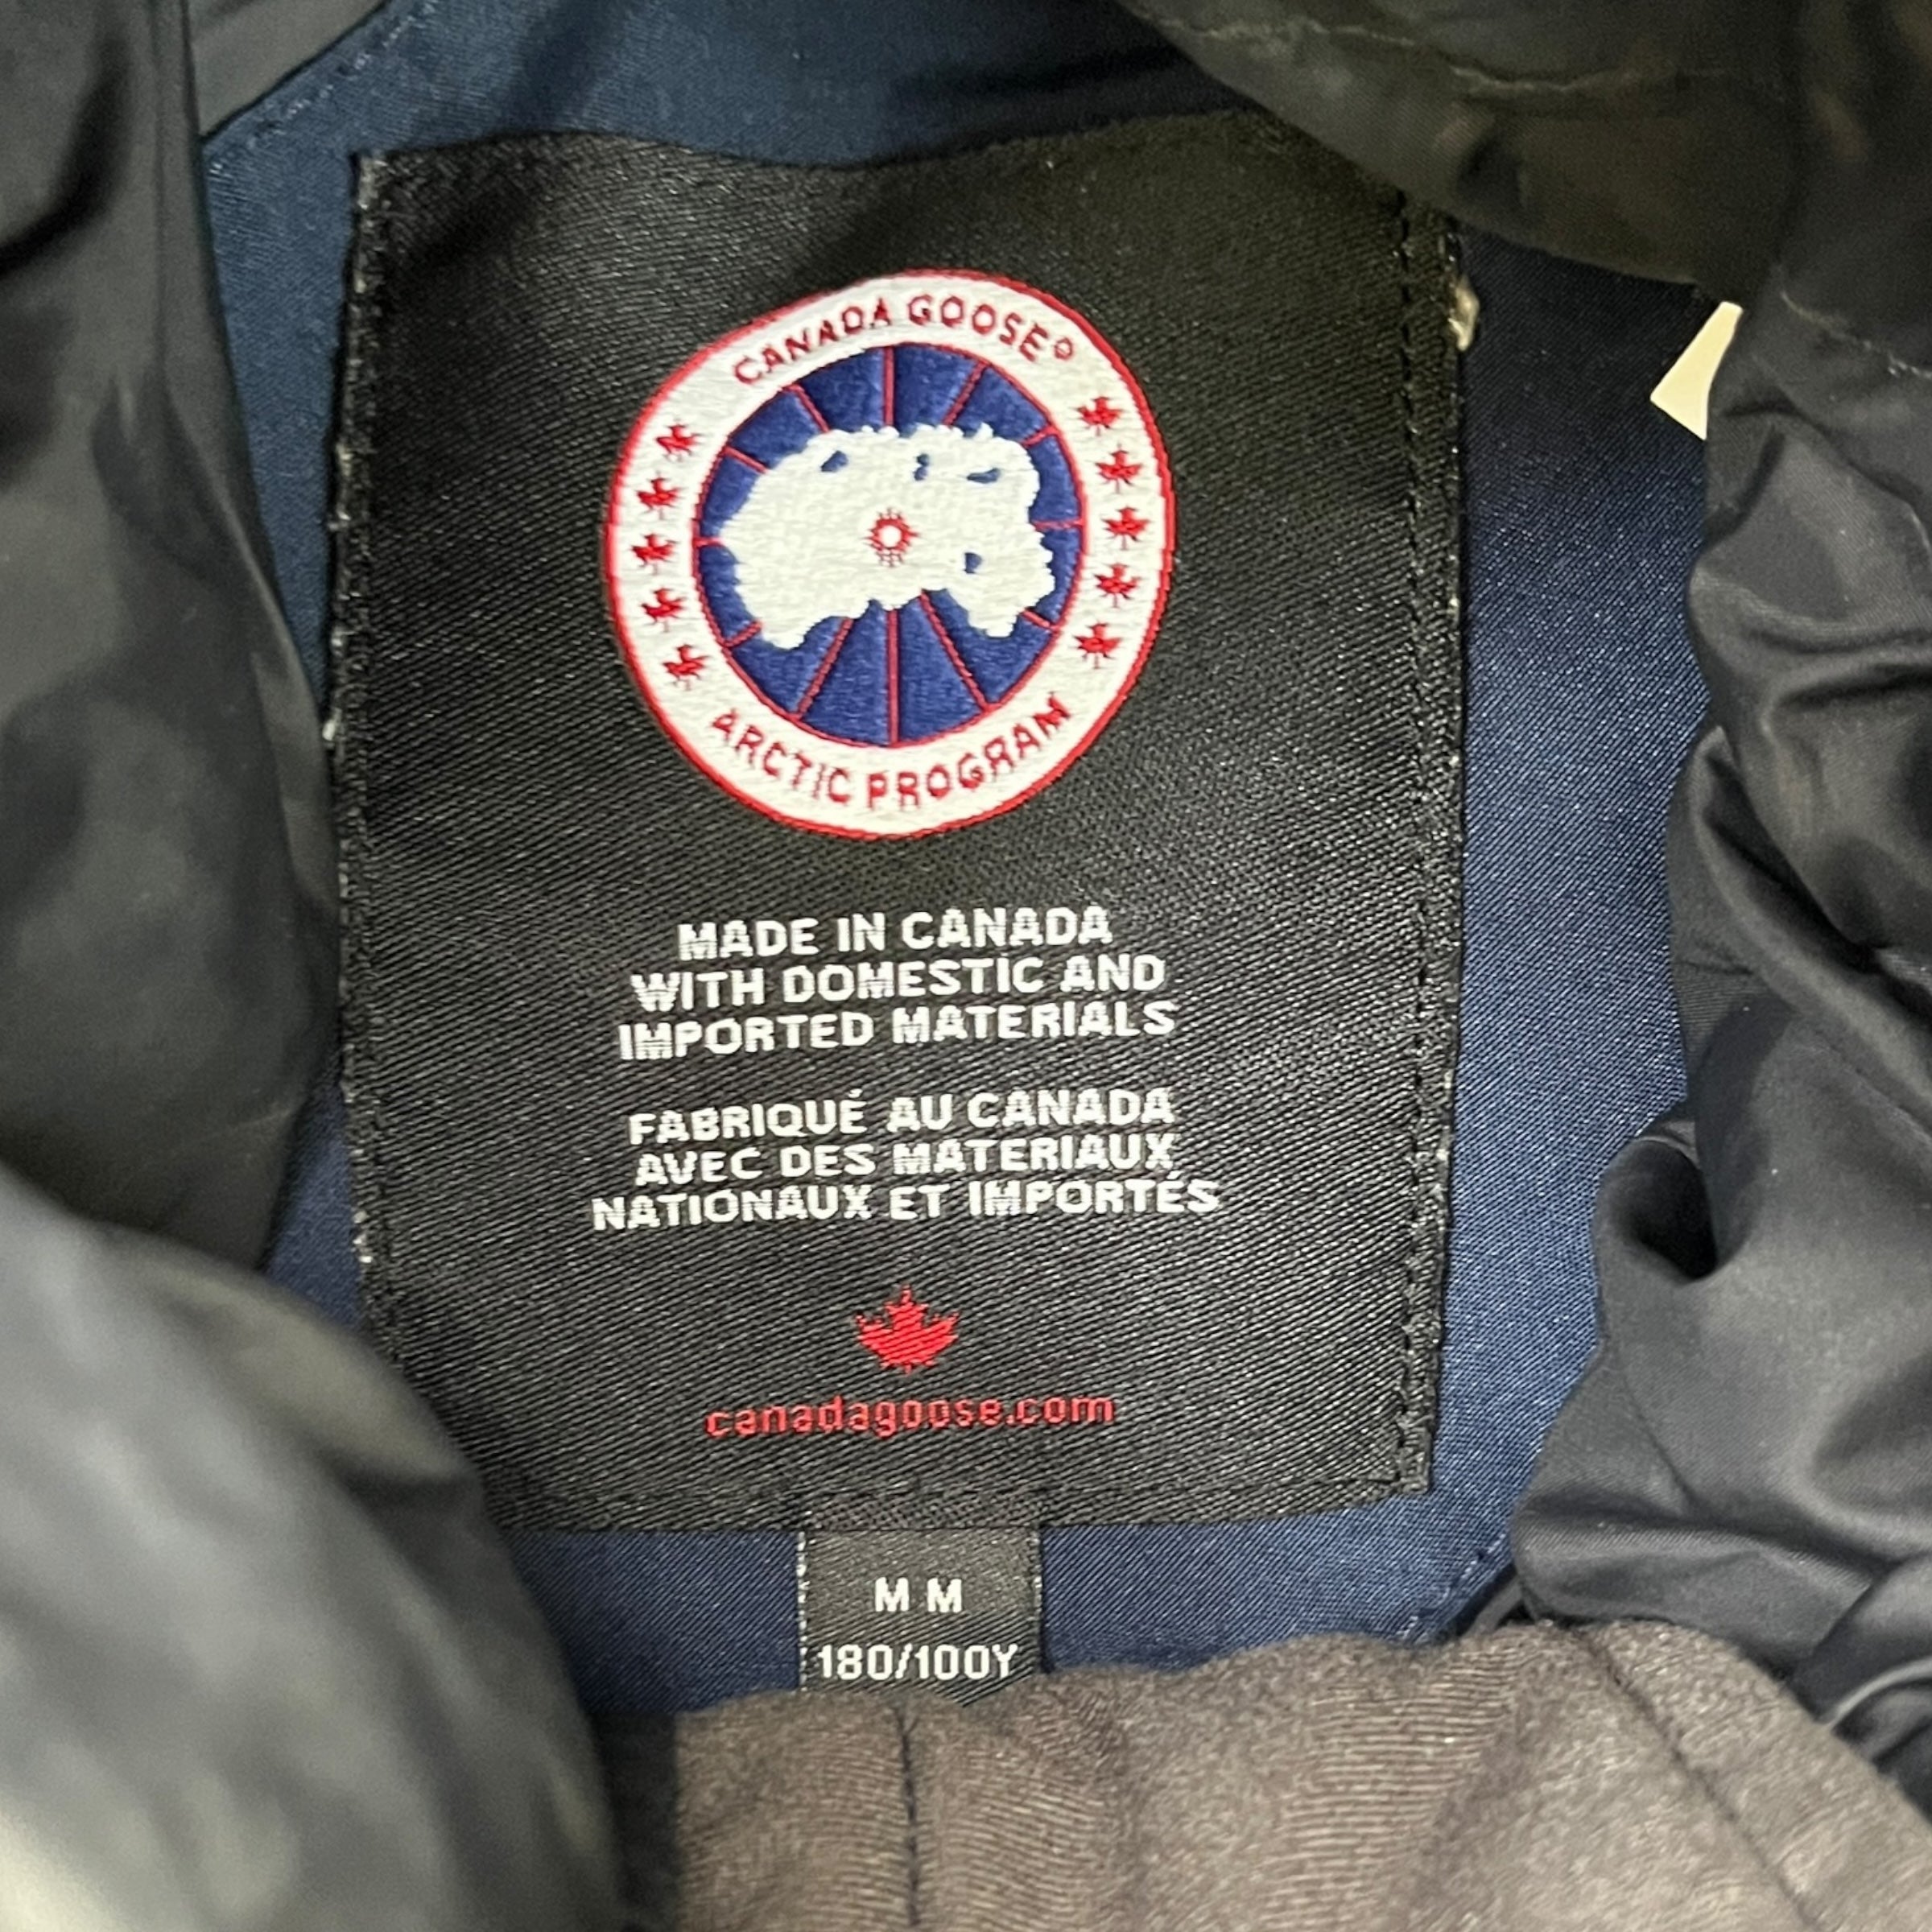 CANADA GOOSE®
ARCTIC PROGRAM
MADE IN CANADA
WITH DOMESTIC AND
IMPORTED MATERIALS
FABRIQUÉ AU CANADA
AVEC DES MATERIAUX
NATIONAUX ET IMPORTÉS
canadagoose.com
M M
180/100Y